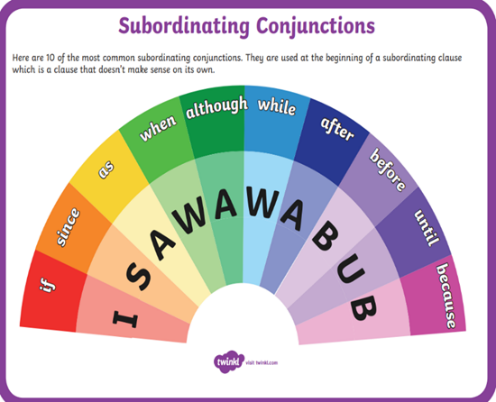 Subordinating Conjunctions
Here are 10 of the most common subordinating conjunctions. They are used at the beginning of a subordinating clause
which is a clause that doesn't make sense on its own.
if
since
as
when
although
while
after
before
until
because
I
S
A
W
A
W
A
B
U
B
twinkl
visit twinkl.com